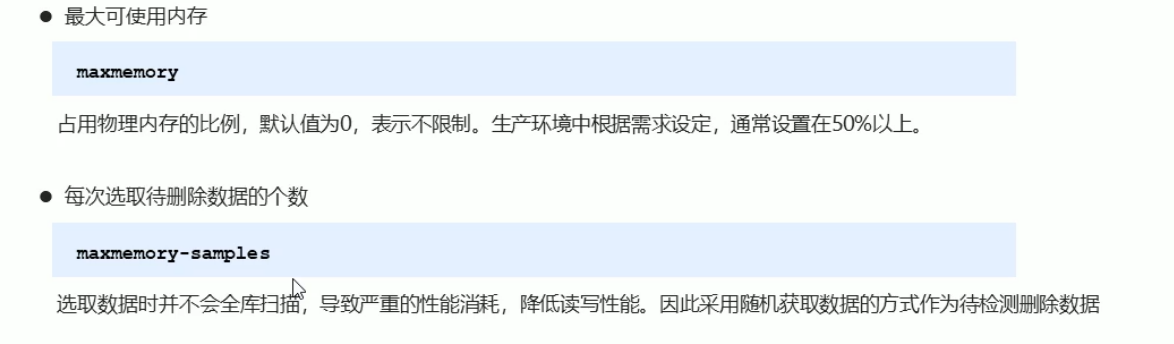 ● 最大可使用内存
maxmemory
占用物理内存的比例，默认值为0，表示不限制。生产环境中根据需求设定，通常设置在50%以上。
● 每次选取待删除数据的个数
maxmemory-samples
选取数据时并不会全库扫描，导致严重的性能消耗，降低读写性能。因此采用随机获取数据的方式作为待检测删除数据